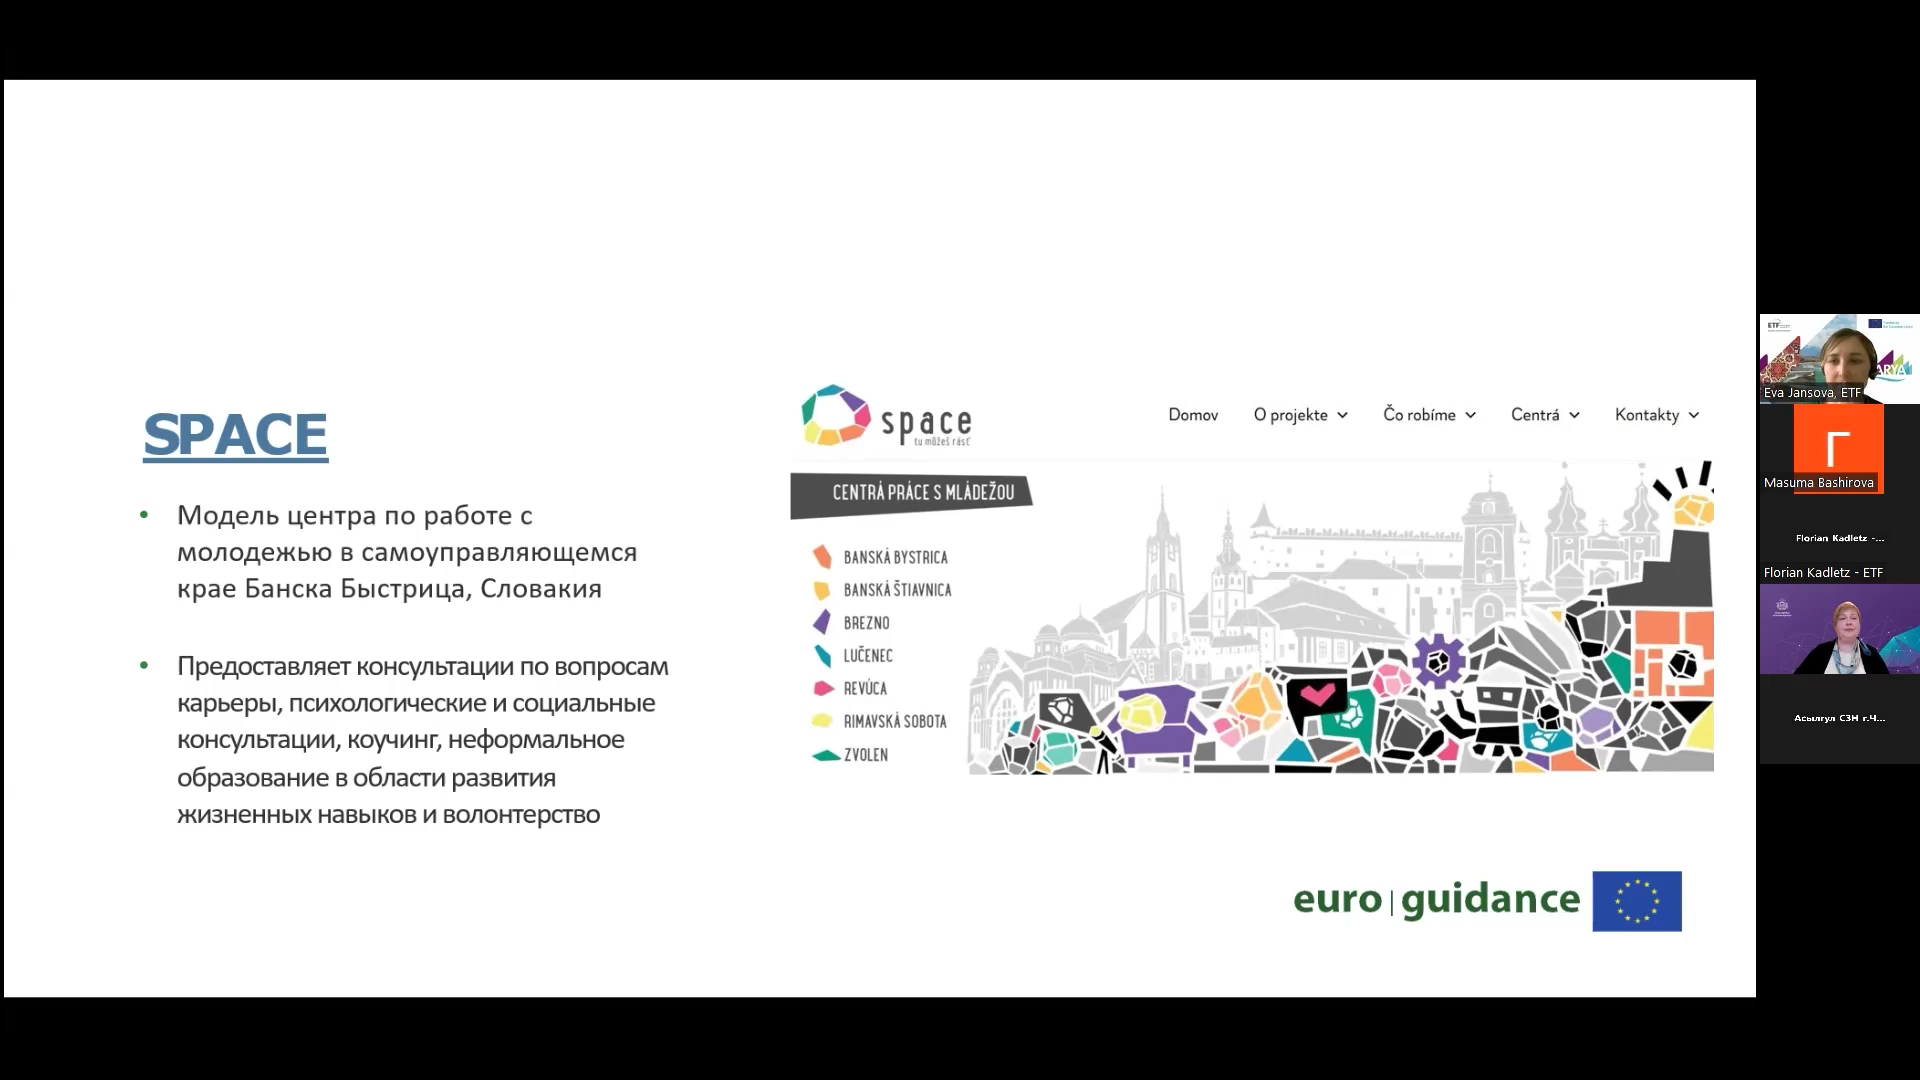 SPACE
• Модель центра по работе с
молодежью в самоуправляющемся
крае Банска Быстрица, Словакия
• Предоставляет консультации по вопросам
карьеры, психологические и социальные
консультации, коучинг, неформальное
образование в области развития
жизненных навыков и волонтерство
space
tu môžeš rásť
Domov
O projekte
Čo robíme
Centrá
Kontakty
CENTRÁ PRÁCE S MLÁDEŽOU
BANSKÁ BYSTRICA
BANSKÁ ŠTIAVNICA
BREZNO
LUČENEC
REVÚCA
RIMAVSKÁ SOBOTA
ZVOLEN
euro | guidance
ETF
Eva Jansova, ETF
Г
Masuma Bashirova
Florian Kadletz -...
Florian Kadletz - ETF
Асылгул СЗН г.Ч...